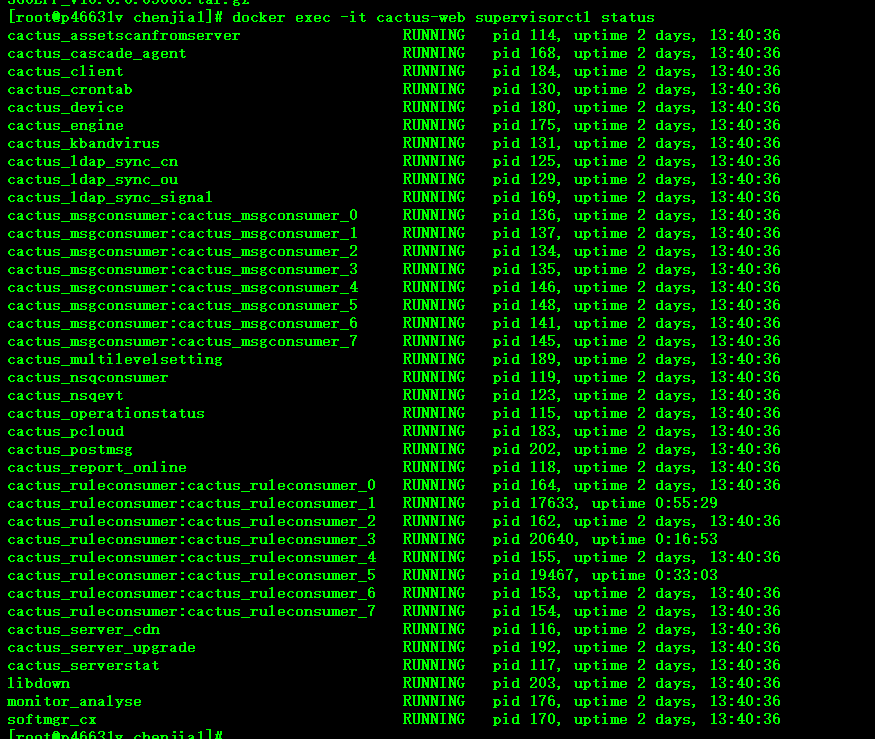 360EPP_v10.0.0.05000.tar.gz
[root@p46631v chenjia1]# docker exec -it cactus-web supervisorctl status
cactus_assetscanfromserver RUNNING pid 114, uptime 2 days, 13:40:36
cactus_cascade_agent RUNNING pid 168, uptime 2 days, 13:40:36
cactus_client RUNNING pid 184, uptime 2 days, 13:40:36
cactus_crontab RUNNING pid 130, uptime 2 days, 13:40:36
cactus_device RUNNING pid 180, uptime 2 days, 13:40:36
cactus_engine RUNNING pid 175, uptime 2 days, 13:40:36
cactus_kbandvirus RUNNING pid 131, uptime 2 days, 13:40:36
cactus_ldap_sync_cn RUNNING pid 125, uptime 2 days, 13:40:36
cactus_ldap_sync_ou RUNNING pid 129, uptime 2 days, 13:40:36
cactus_ldap_sync_signal RUNNING pid 169, uptime 2 days, 13:40:36
cactus_msgconsumer:cactus_msgconsumer_0 RUNNING pid 136, uptime 2 days, 13:40:36
cactus_msgconsumer:cactus_msgconsumer_1 RUNNING pid 137, uptime 2 days, 13:40:36
cactus_msgconsumer:cactus_msgconsumer_2 RUNNING pid 134, uptime 2 days, 13:40:36
cactus_msgconsumer:cactus_msgconsumer_3 RUNNING pid 135, uptime 2 days, 13:40:36
cactus_msgconsumer:cactus_msgconsumer_4 RUNNING pid 146, uptime 2 days, 13:40:36
cactus_msgconsumer:cactus_msgconsumer_5 RUNNING pid 148, uptime 2 days, 13:40:36
cactus_msgconsumer:cactus_msgconsumer_6 RUNNING pid 141, uptime 2 days, 13:40:36
cactus_msgconsumer:cactus_msgconsumer_7 RUNNING pid 145, uptime 2 days, 13:40:36
cactus_multilevelsetting RUNNING pid 189, uptime 2 days, 13:40:36
cactus_nsqconsumer RUNNING pid 119, uptime 2 days, 13:40:36
cactus_nsqevt RUNNING pid 123, uptime 2 days, 13:40:36
cactus_operationstatus RUNNING pid 115, uptime 2 days, 13:40:36
cactus_pcloud RUNNING pid 183, uptime 2 days, 13:40:36
cactus_postmsg RUNNING pid 202, uptime 2 days, 13:40:36
cactus_report_online RUNNING pid 118, uptime 2 days, 13:40:36
cactus_ruleconsumer:cactus_ruleconsumer_0 RUNNING pid 164, uptime 2 days, 13:40:36
cactus_ruleconsumer:cactus_ruleconsumer_1 RUNNING pid 17633, uptime 0:55:29
cactus_ruleconsumer:cactus_ruleconsumer_2 RUNNING pid 162, uptime 2 days, 13:40:36
cactus_ruleconsumer:cactus_ruleconsumer_3 RUNNING pid 20640, uptime 0:16:53
cactus_ruleconsumer:cactus_ruleconsumer_4 RUNNING pid 155, uptime 2 days, 13:40:36
cactus_ruleconsumer:cactus_ruleconsumer_5 RUNNING pid 19467, uptime 0:33:03
cactus_ruleconsumer:cactus_ruleconsumer_6 RUNNING pid 153, uptime 2 days, 13:40:36
cactus_ruleconsumer:cactus_ruleconsumer_7 RUNNING pid 154, uptime 2 days, 13:40:36
cactus_server_cdn RUNNING pid 116, uptime 2 days, 13:40:36
cactus_server_upgrade RUNNING pid 192, uptime 2 days, 13:40:36
cactus_serverstat RUNNING pid 117, uptime 2 days, 13:40:36
libdown RUNNING pid 203, uptime 2 days, 13:40:36
monitor_analyse RUNNING pid 176, uptime 2 days, 13:40:36
softmgr_cx RUNNING pid 170, uptime 2 days, 13:40:36
[root@p46631v chenjia1]#